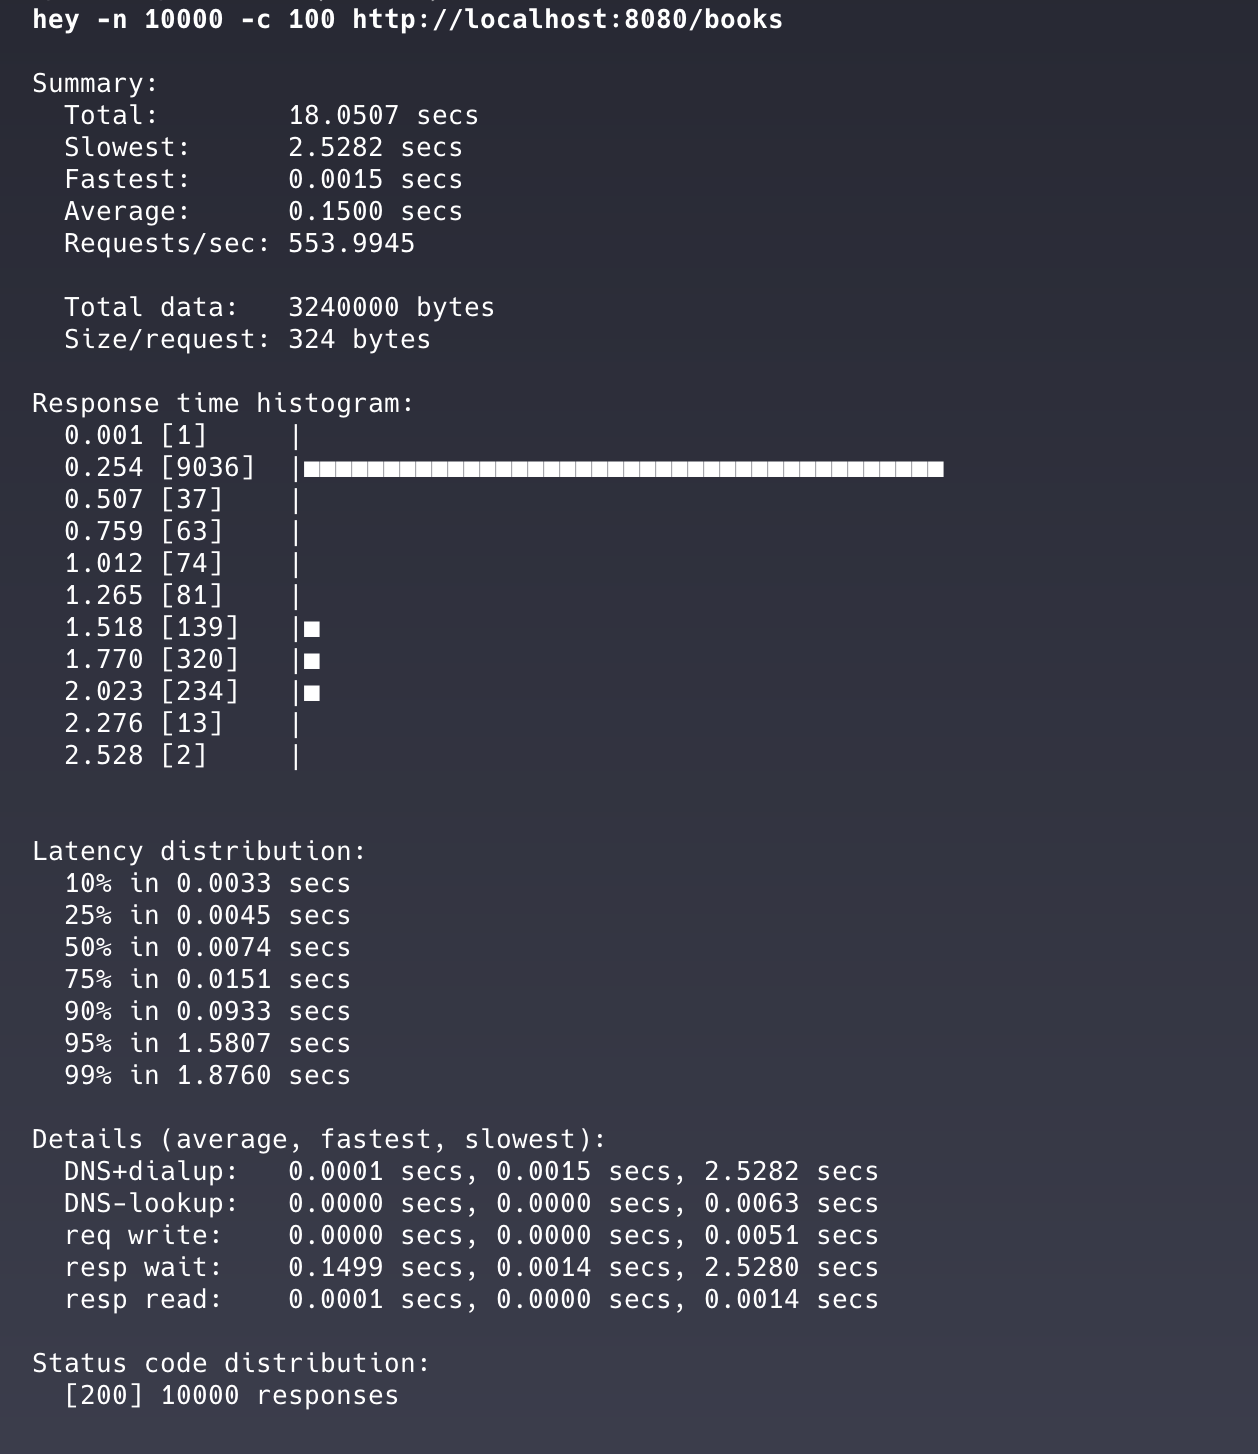 hey -n 10000 -c 100 http://localhost:8080/books
Summary:
Total: 18.0507 secs
Slowest: 2.5282 secs
Fastest: 0.0015 secs
Average: 0.1500 secs
Requests/sec: 553.9945
Total data: 3240000 bytes
Size/request: 324 bytes
Response time histogram:
0.001 [1] |
0.254 [9036] |■■■■■■■■■■■■■■■■■■■■■■■■■■■■■■■■■■■■■■■■
0.507 [37] |
0.759 [63] |
1.012 [74] |
1.265 [81] |
1.518 [139] |■
1.770 [320] |■
2.023 [234] |■
2.276 [13] |
2.528 [2] |
Latency distribution:
10% in 0.0033 secs
25% in 0.0045 secs
50% in 0.0074 secs
75% in 0.0151 secs
90% in 0.0933 secs
95% in 1.5807 secs
99% in 1.8760 secs
Details (average, fastest, slowest):
DNS+dialup: 0.0001 secs, 0.0015 secs, 2.5282 secs
DNS-lookup: 0.0000 secs, 0.0000 secs, 0.0063 secs
req write: 0.0000 secs, 0.0000 secs, 0.0051 secs
resp wait: 0.1499 secs, 0.0014 secs, 2.5280 secs
resp read: 0.0001 secs, 0.0000 secs, 0.0014 secs
Status code distribution:
[200] 10000 responses